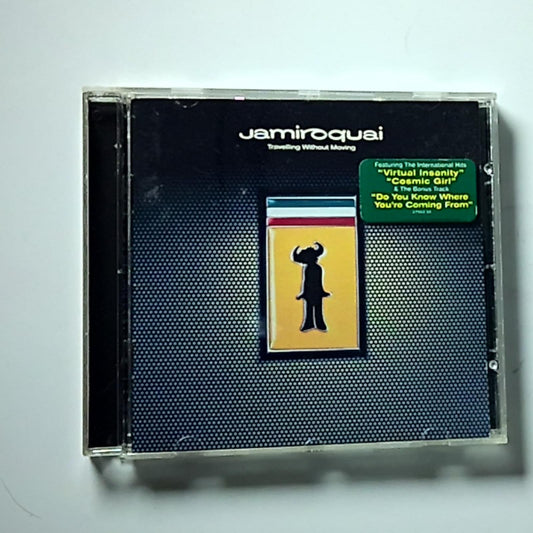 Jamiroquai
Travelling Without Moving
Featuring The International Hits
"Virtual Insanity"
"Cosmic Girl"
& The Bonus Track
"Do You Know Where
You're Coming From"